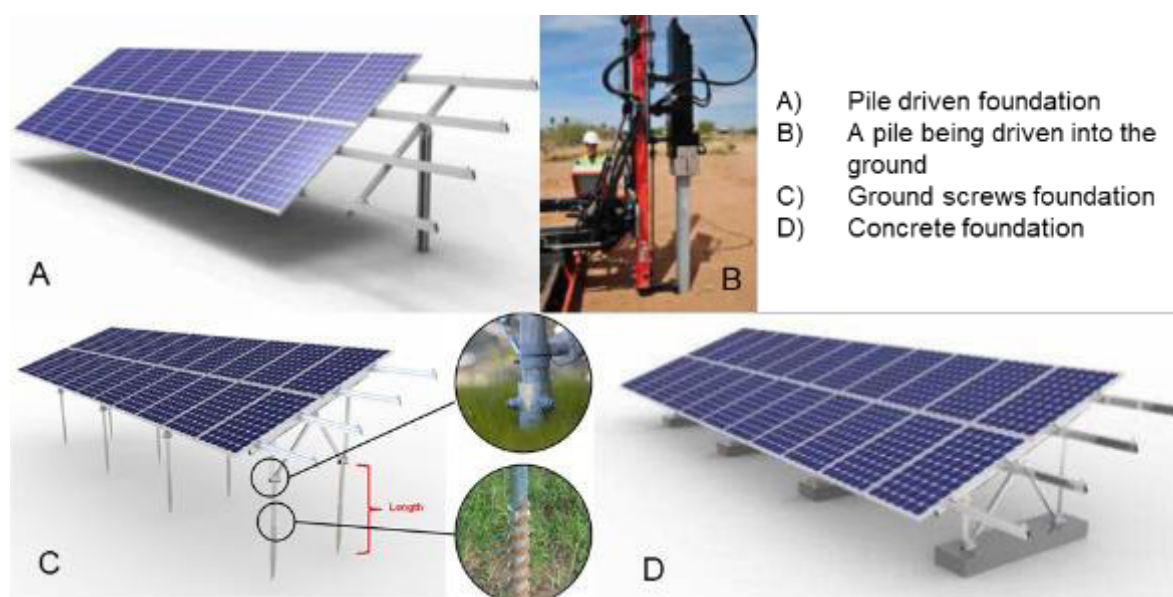 A) Pile driven foundation
B) A pile being driven into the
ground
C) Ground screws foundation
D) Concrete foundation
A
B
Length
C
D